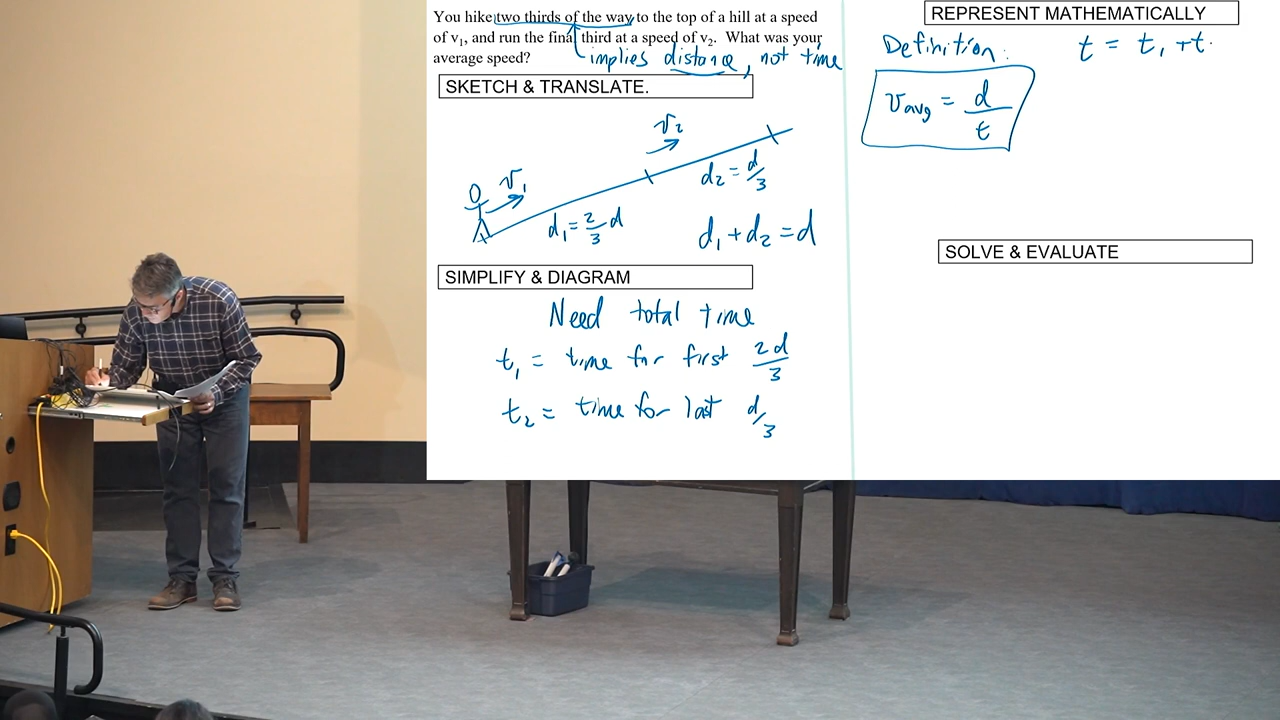 You hike two thirds of the way to the top of a hill at a speed
of v₁, and run the final third at a speed of v₂. What was your
average speed?
implies distance, not time
SKETCH & TRANSLATE.
v₁
v₂
d₁ = 2/3 d
d₂ = d/3
d₁ + d₂ = d
SIMPLIFY & DIAGRAM
Need total time
t₁ = time for first 2d/3
t₂ = time for last d/3
REPRESENT MATHEMATICALLY
Definition:
v avg = d/t
t = t₁ + t
SOLVE & EVALUATE